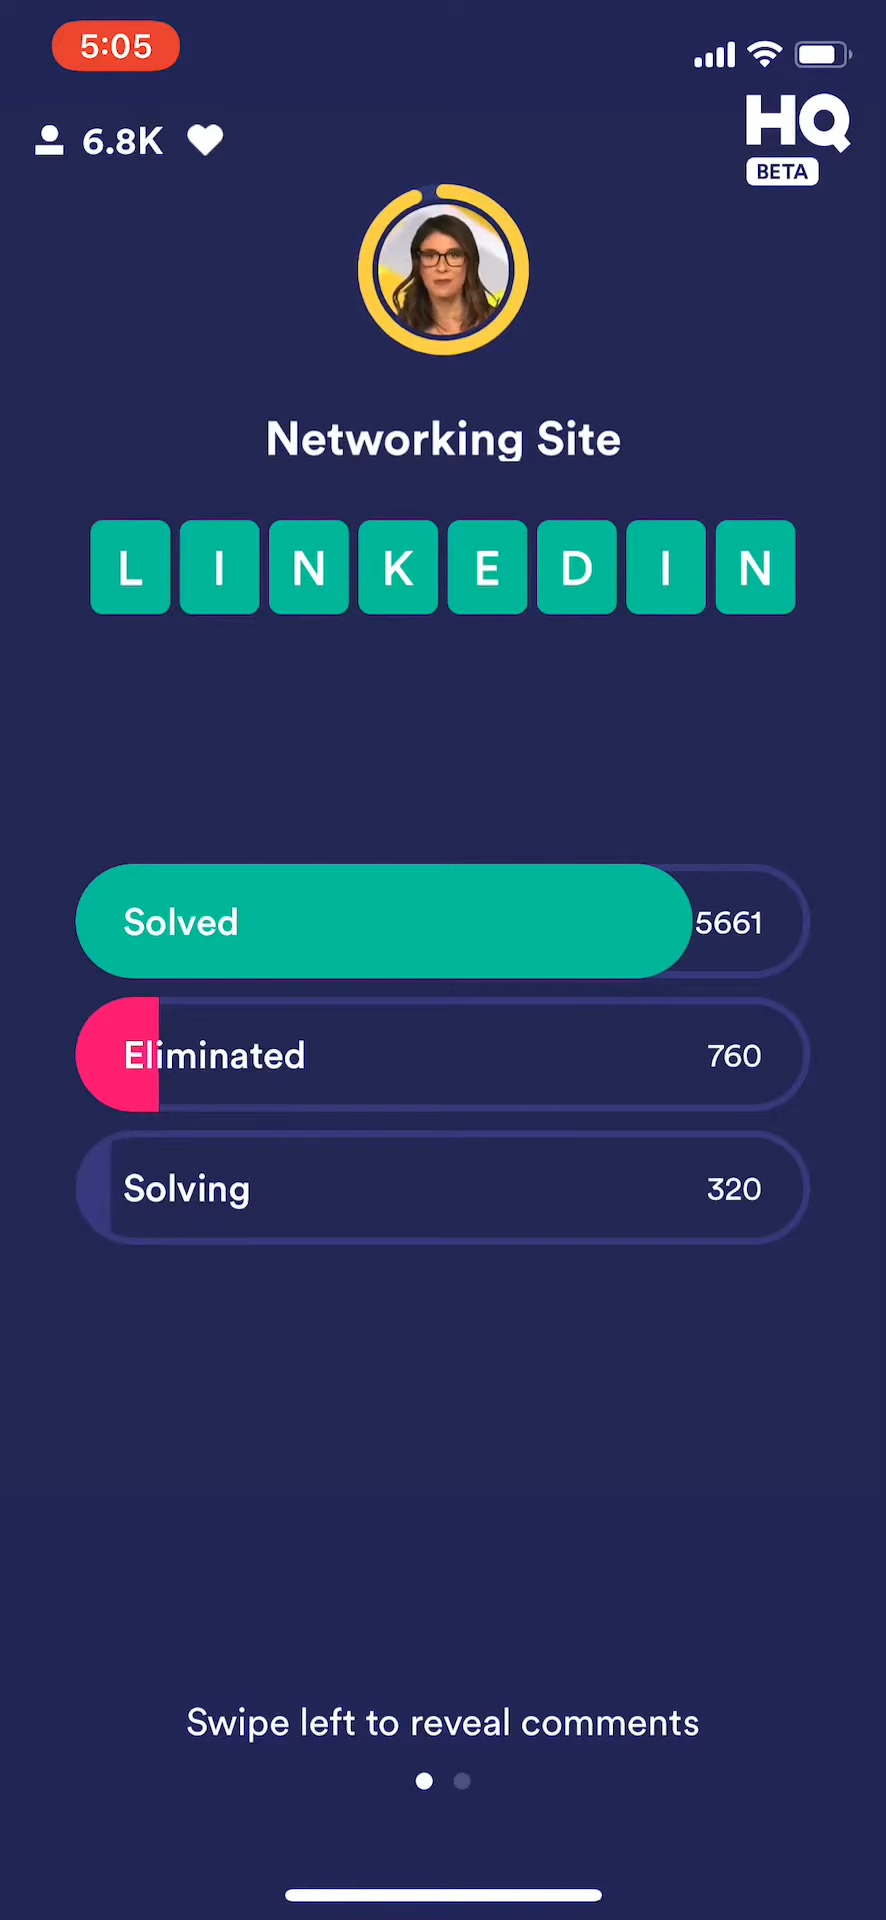 5:05
6.8K
HQ
BETA
Networking Site
LINKEDIN
Solved 5661
Eliminated 760
Solving 320
Swipe left to reveal comments